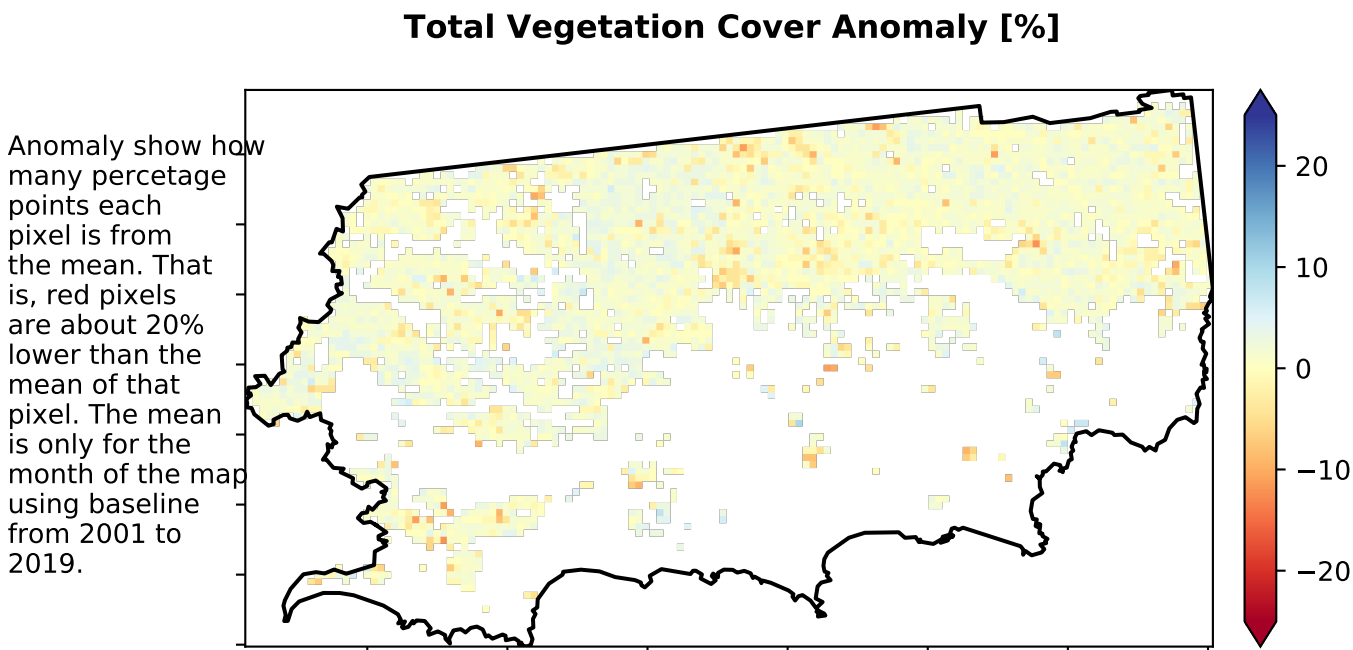 Total Vegetation Cover Anomaly [%]
Anomaly show how
many percetage
points each
pixel is from
the mean. That
is, red pixels
are about 20%
lower than the
mean of that
pixel. The mean
is only for the
month of the map
using baseline
from 2001 to
2019.
20
10
0
−10
−20